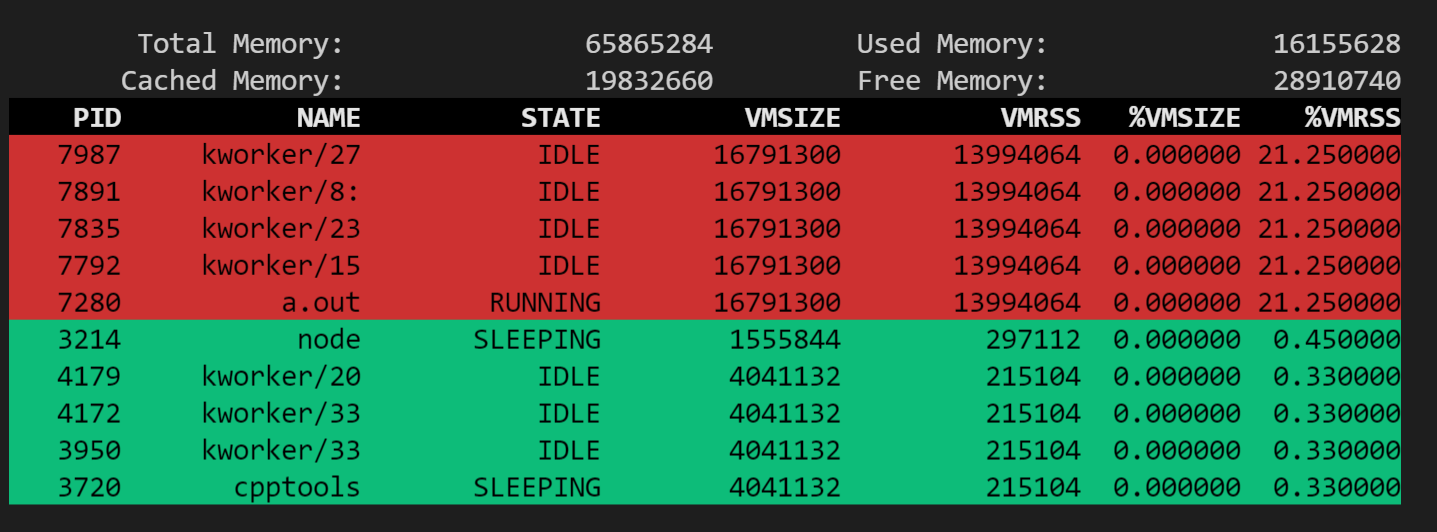 Total Memory: 65865284 Used Memory: 16155628
Cached Memory: 19832660 Free Memory: 28910740
PID NAME STATE VMSIZE VMRSS %VMSIZE %VMRSS
7987 kworker/27 IDLE 16791300 13994064 0.000000 21.250000
7891 kworker/8: IDLE 16791300 13994064 0.000000 21.250000
7835 kworker/23 IDLE 16791300 13994064 0.000000 21.250000
7792 kworker/15 IDLE 16791300 13994064 0.000000 21.250000
7280 a.out RUNNING 16791300 13994064 0.000000 21.250000
3214 node SLEEPING 1555844 297112 0.000000 0.450000
4179 kworker/20 IDLE 4041132 215104 0.000000 0.330000
4172 kworker/33 IDLE 4041132 215104 0.000000 0.330000
3950 kworker/33 IDLE 4041132 215104 0.000000 0.330000
3720 cpptools SLEEPING 4041132 215104 0.000000 0.330000